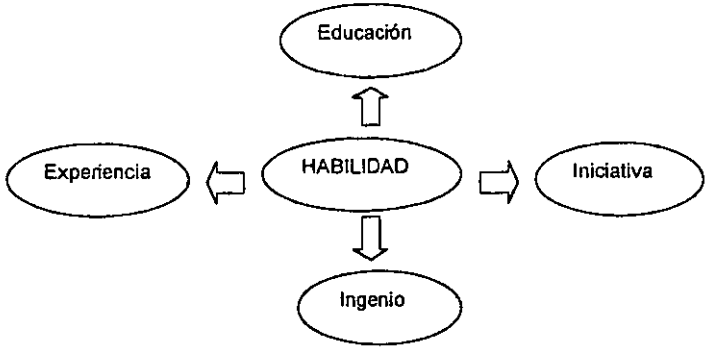 Educación
Experiencia
HABILIDAD
Iniciativa
Ingenio